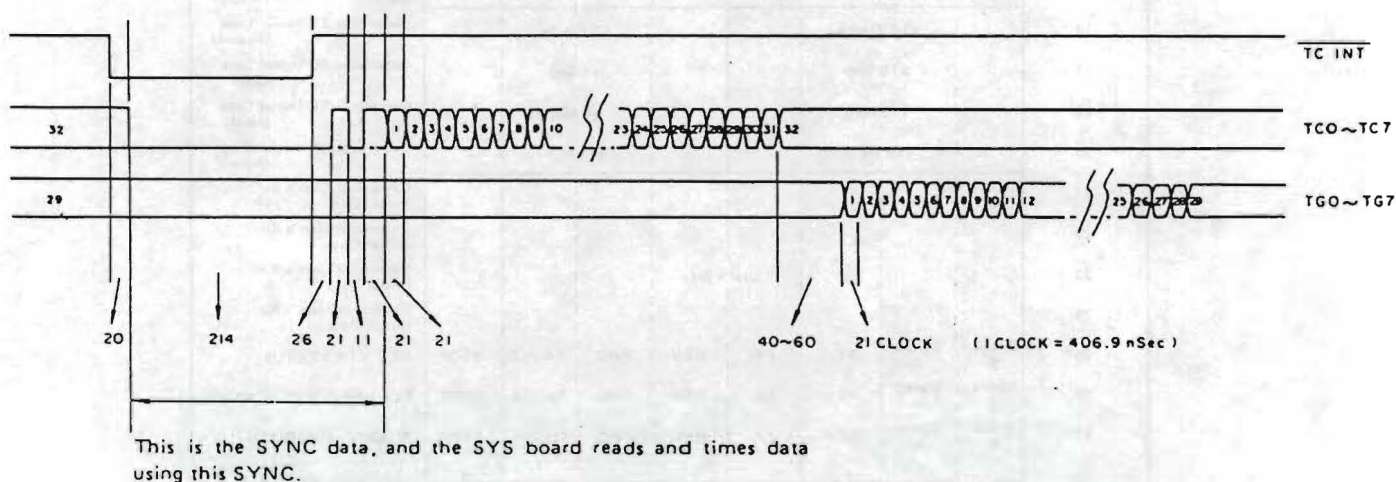 TC INT
32 1 2 3 4 5 6 7 8 9 10 23 24 25 26 27 28 29 30 31 32 TC0~TC7
29 1 2 3 4 5 6 7 8 9 10 11 12 25 26 27 28 29 TG0~TG7
20 214 26 21 11 21 21 40~60 21 CLOCK (1 CLOCK = 406.9 nSec)
This is the SYNC data, and the SYS board reads and times data
using this SYNC.